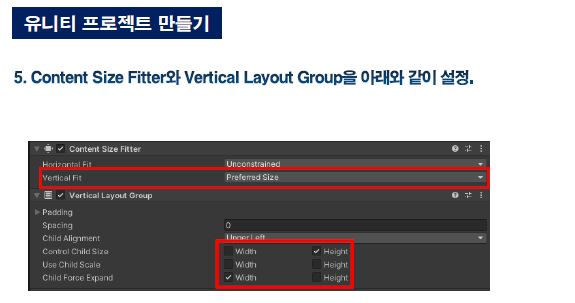 유니티 프로젝트 만들기
5. Content Size Fitter와 Vertical Layout Group을 아래와 같이 설정.
Content Size Fitter
Horizontal Fit Unconstrained
Vertical Fit Preferred Size
Vertical Layout Group
Padding
Spacing 0
Child Alignment Upper Left
Control Child Size Width Height
Use Child Scale Width Height
Child Force Expand Width Height